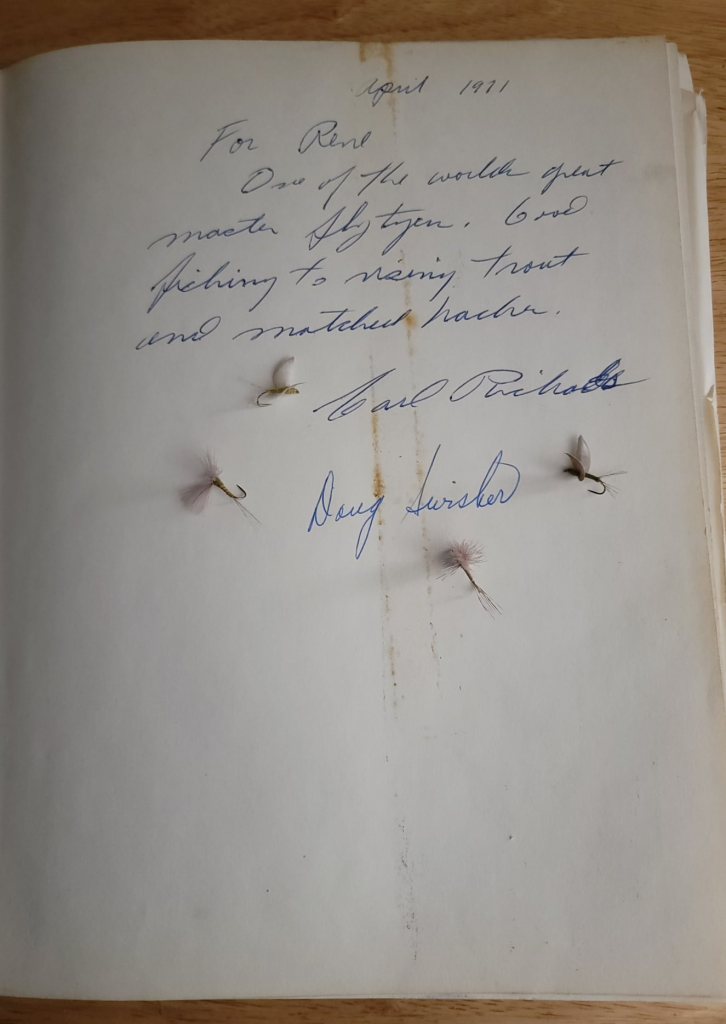 April 1971
For Rene
One of the worlds great
master flytyers. Good
fishing to rising trout
and matched hatches.
Carl Richards
Doug Swisher